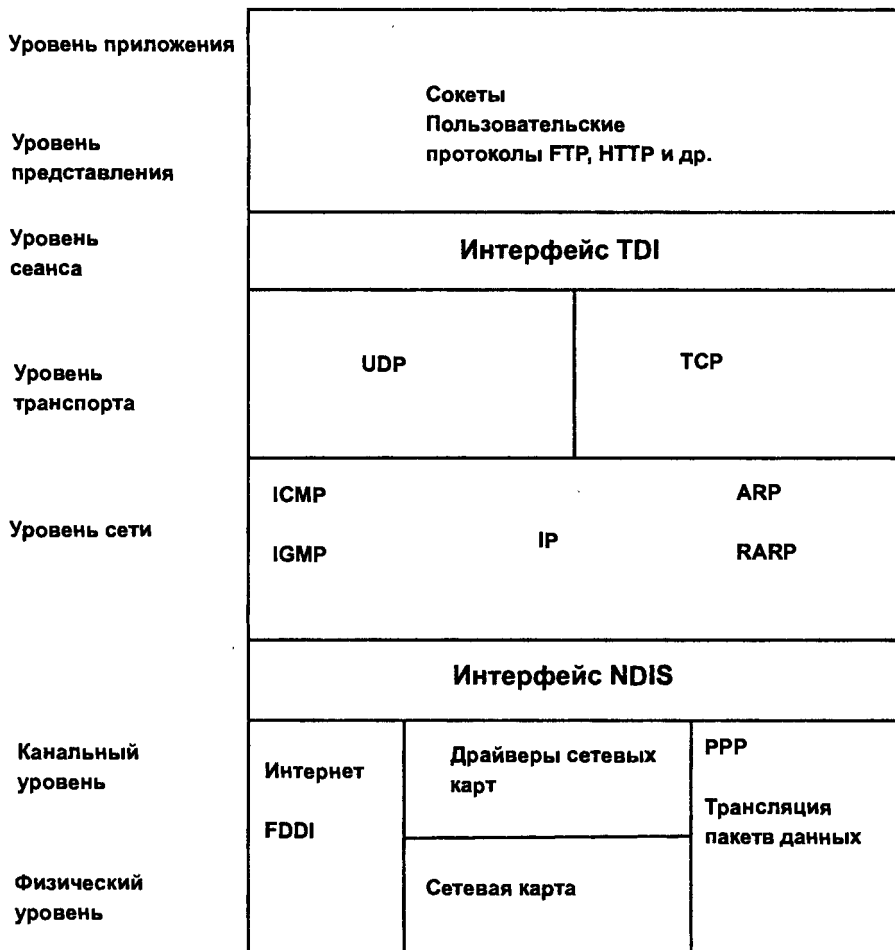 Уровень приложения
Сокеты
Пользовательские
протоколы FTP, HTTP и др.
Уровень
представления
Уровень
сеанса
Интерфейс TDI
Уровень
транспорта
UDP
TCP
Уровень сети
ICMP
IGMP
IP
ARP
RARP
Интерфейс NDIS
Канальный
уровень
Интернет
FDDI
Драйверы сетевых
карт
PPP
Трансляция
пакетв данных
Физический
уровень
Сетевая карта